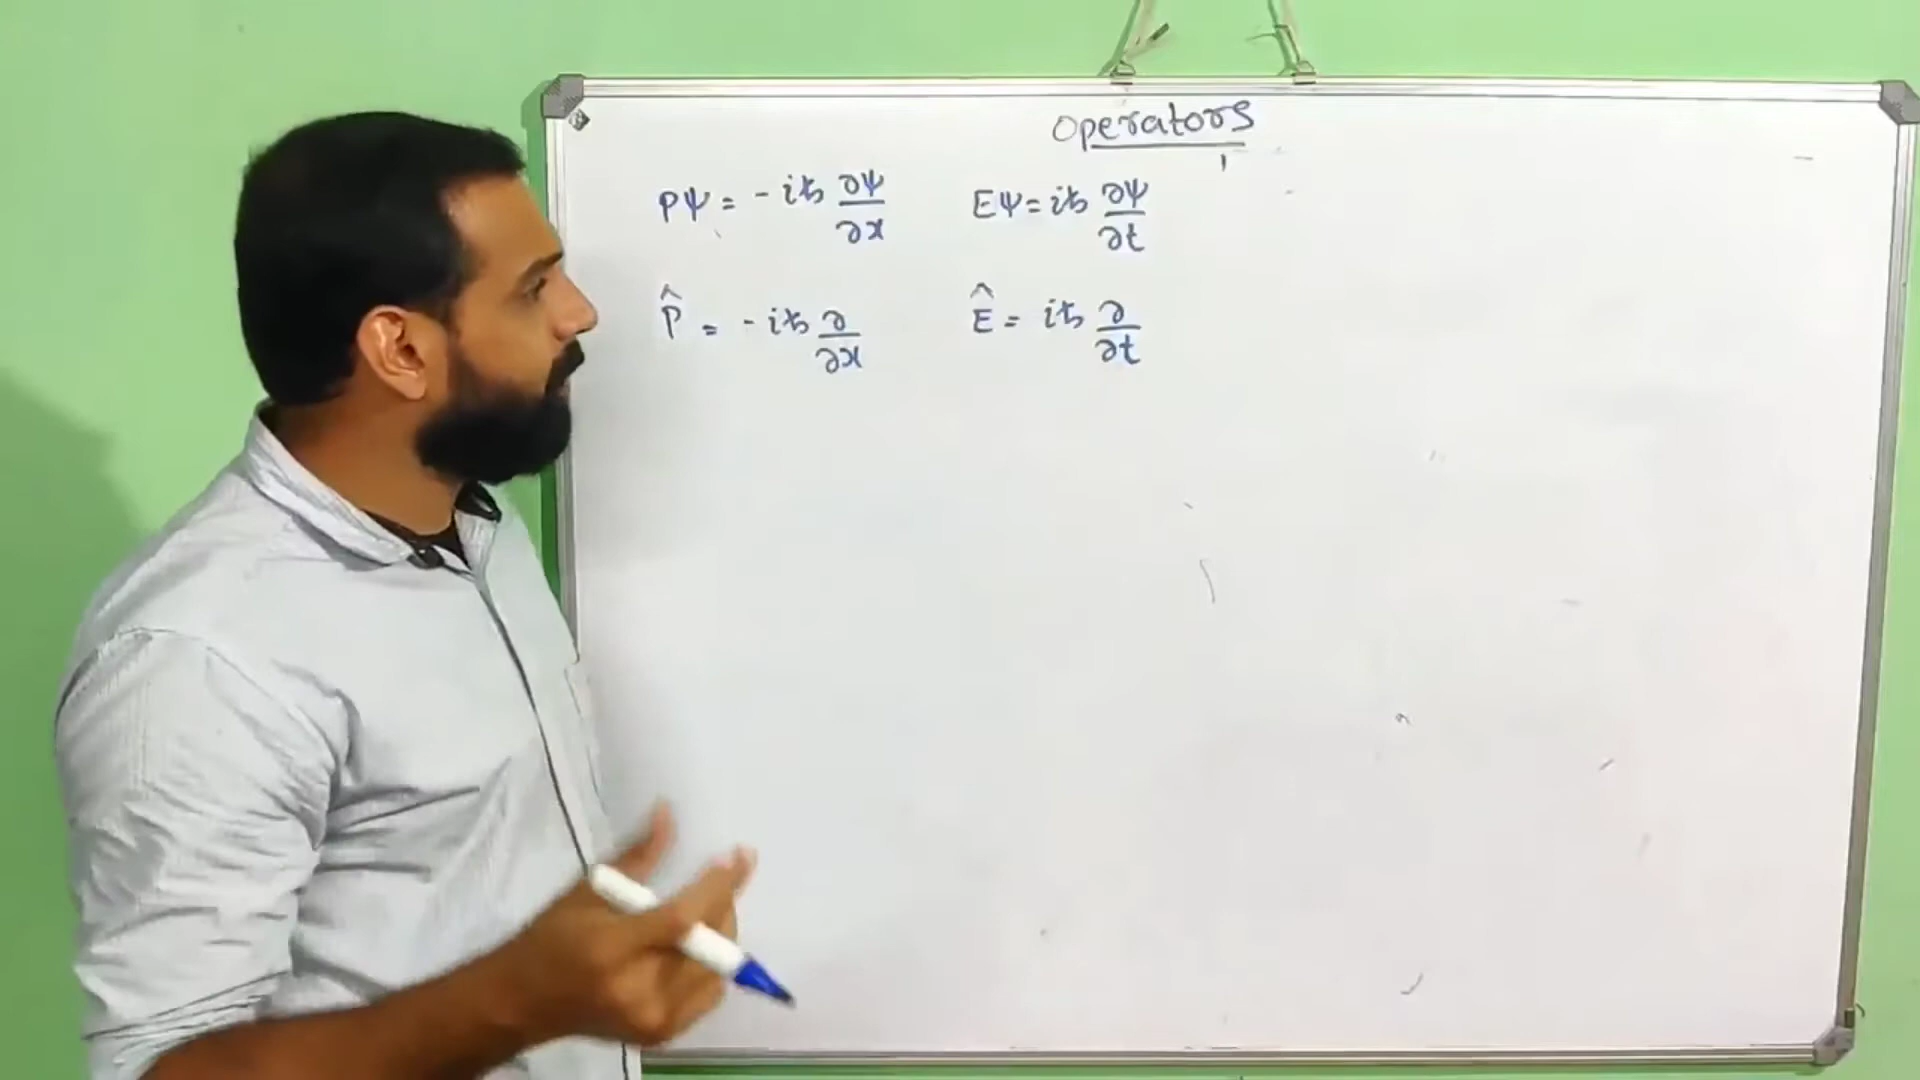 Operators
Pψ = -iħ ∂ψ/∂x    Eψ = iħ ∂ψ/∂t
P̂ = -iħ ∂/∂x    Ê = iħ ∂/∂t